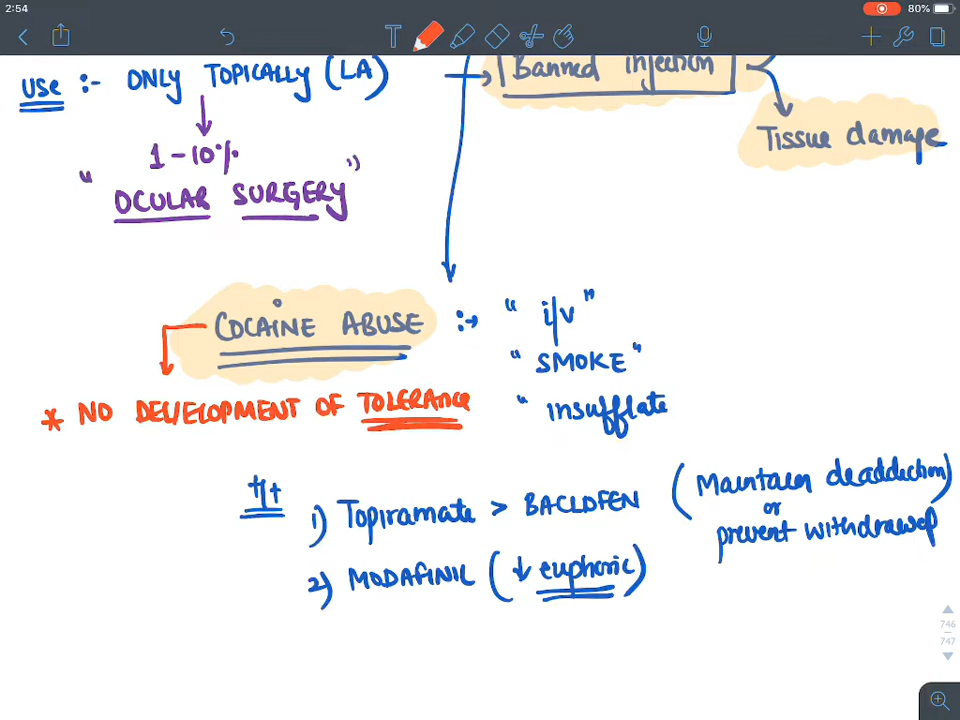 2:54
80%
Banned injection
USE :- ONLY TOPICALLY (LA)
Tissue damage
1-10%
" OCULAR SURGERY "
COCAINE ABUSE :→ " i/v "
" SMOKE "
* NO DEVELOPMENT OF TOLERANCE
" insufflate
1) Topiramate > BACLOFEN (Maintain deaddiction)
or
prevent withdrawal
2) MODAFINIL (↓ euphoric)
746
747